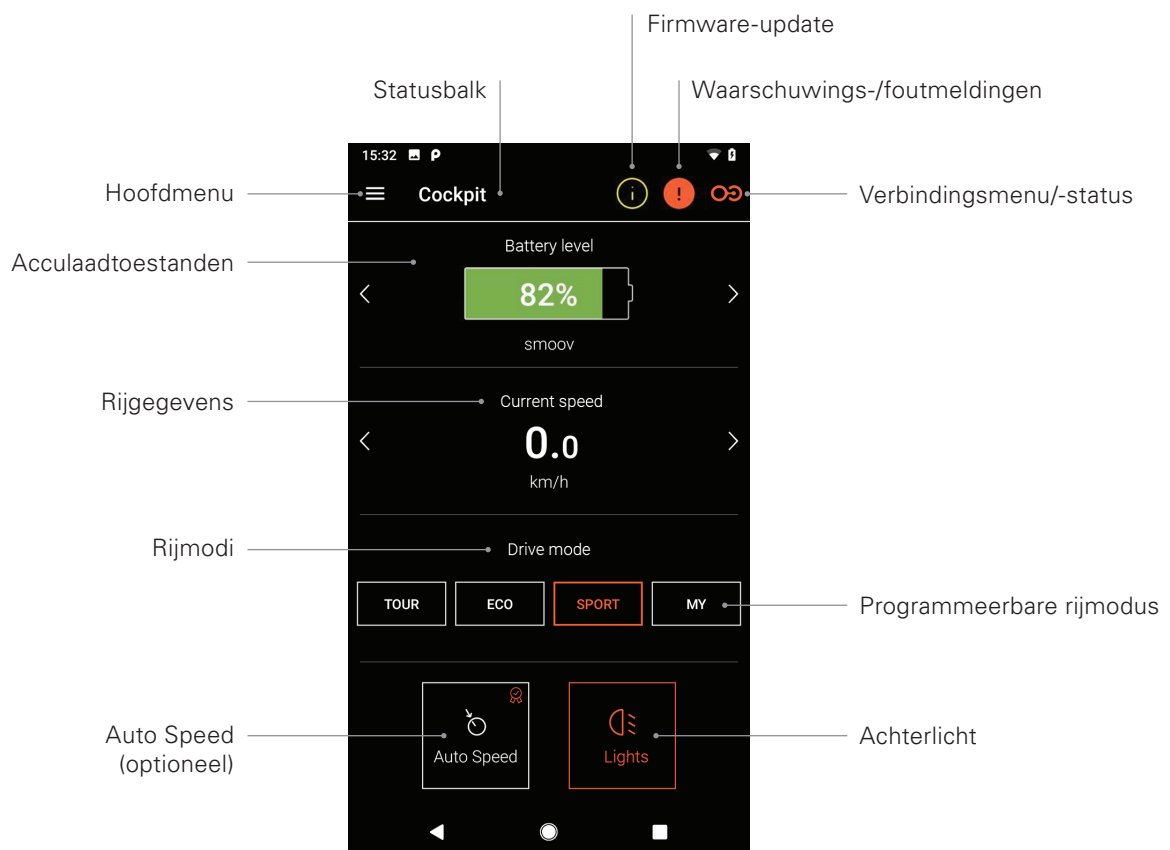 Firmware-update
Statusbalk
Waarschuwings-/foutmeldingen
15:32
Hoofdmenu
Cockpit
Verbindingsmenu/-status
Acculaadtoestanden
Battery level
82%
smoov
Rijgegevens
Current speed
0.0
km/h
Rijmodi
Drive mode
TOUR ECO SPORT MY
Programmeerbare rijmodus
Auto Speed
(optioneel)
Auto Speed
Lights
Achterlicht